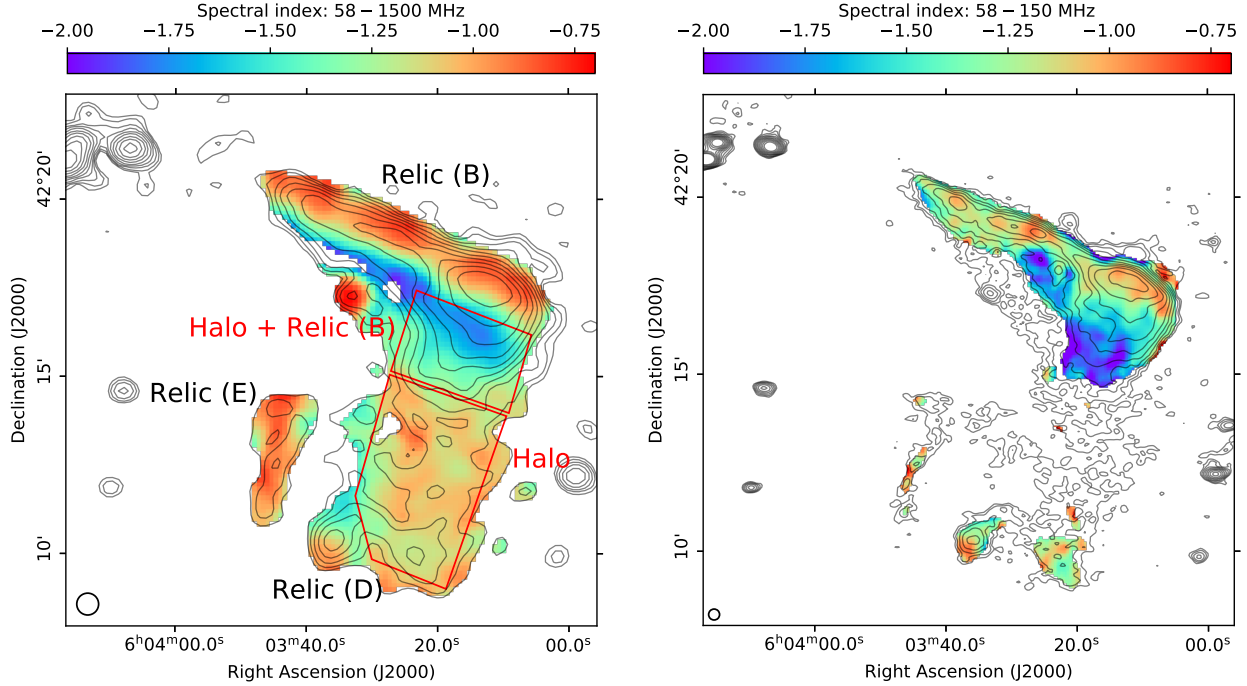 Spectral index: 58 − 1500 MHz
−2.00 −1.75 −1.50 −1.25 −1.00 −0.75
Relic (B)
Halo + Relic (B)
Relic (E)
Halo
Relic (D)
42°20'
15'
10'
Declination (J2000)
6ʰ04ᵐ00.0ˢ 03ᵐ40.0ˢ 20.0ˢ 00.0ˢ
Right Ascension (J2000)
Spectral index: 58 − 150 MHz
−2.00 −1.75 −1.50 −1.25 −1.00 −0.75
42°20'
15'
10'
Declination (J2000)
6ʰ04ᵐ00.0ˢ 03ᵐ40.0ˢ 20.0ˢ 00.0ˢ
Right Ascension (J2000)